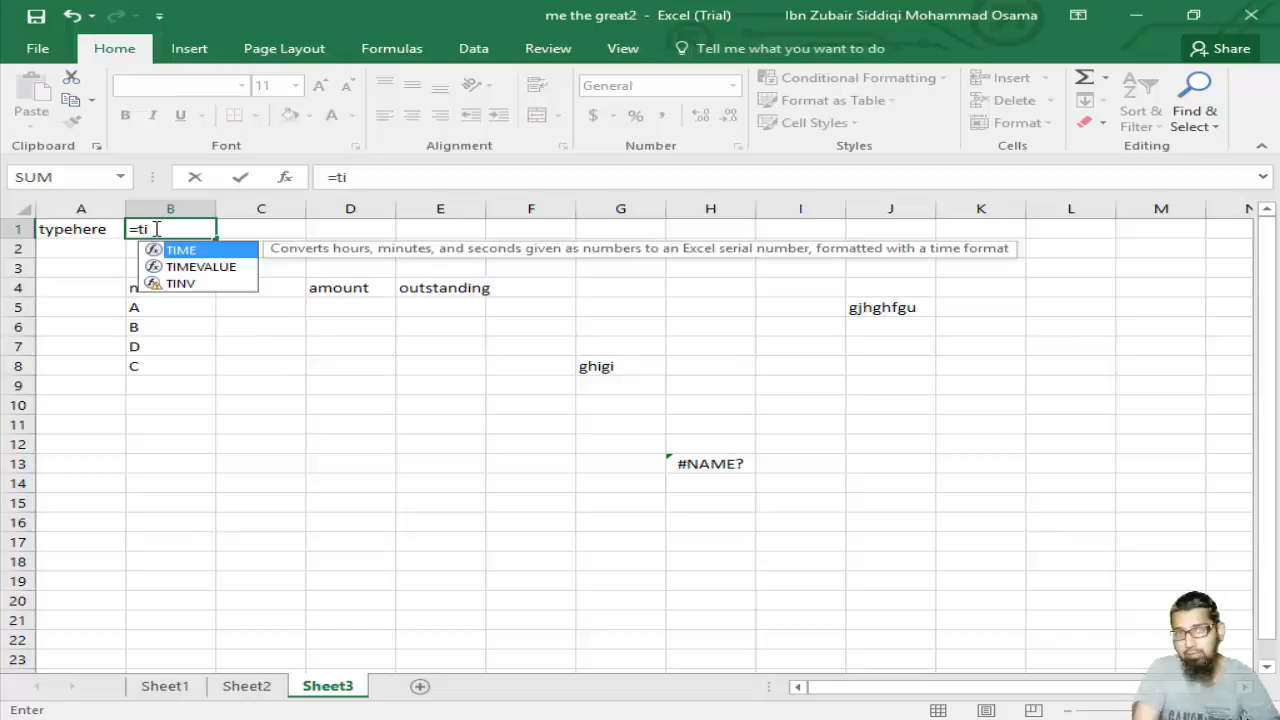 me the great2 - Excel (Trial)
Ibn Zubair Siddiqi Mohammad Osama
File Home Insert Page Layout Formulas Data Review View Tell me what you want to do Share
11 General Conditional Formatting Insert
Paste B I U $ % , Format as Table Delete Sort & Find &
Cell Styles Format Filter Select
Clipboard Font Alignment Number Styles Cells Editing
SUM =ti
A B C D E F G H I J K L M N
1 typehere =ti
2 TIME Converts hours, minutes, and seconds given as numbers to an Excel serial number, formatted with a time format
3 TIMEVALUE
TINV
4 n amount outstanding
5 A gjhghfgu
6 B
7 D
8 C ghigi
9
10
11
12
13 #NAME?
14
15
16
17
18
19
20
21
22
23
Sheet1 Sheet2 Sheet3
Enter